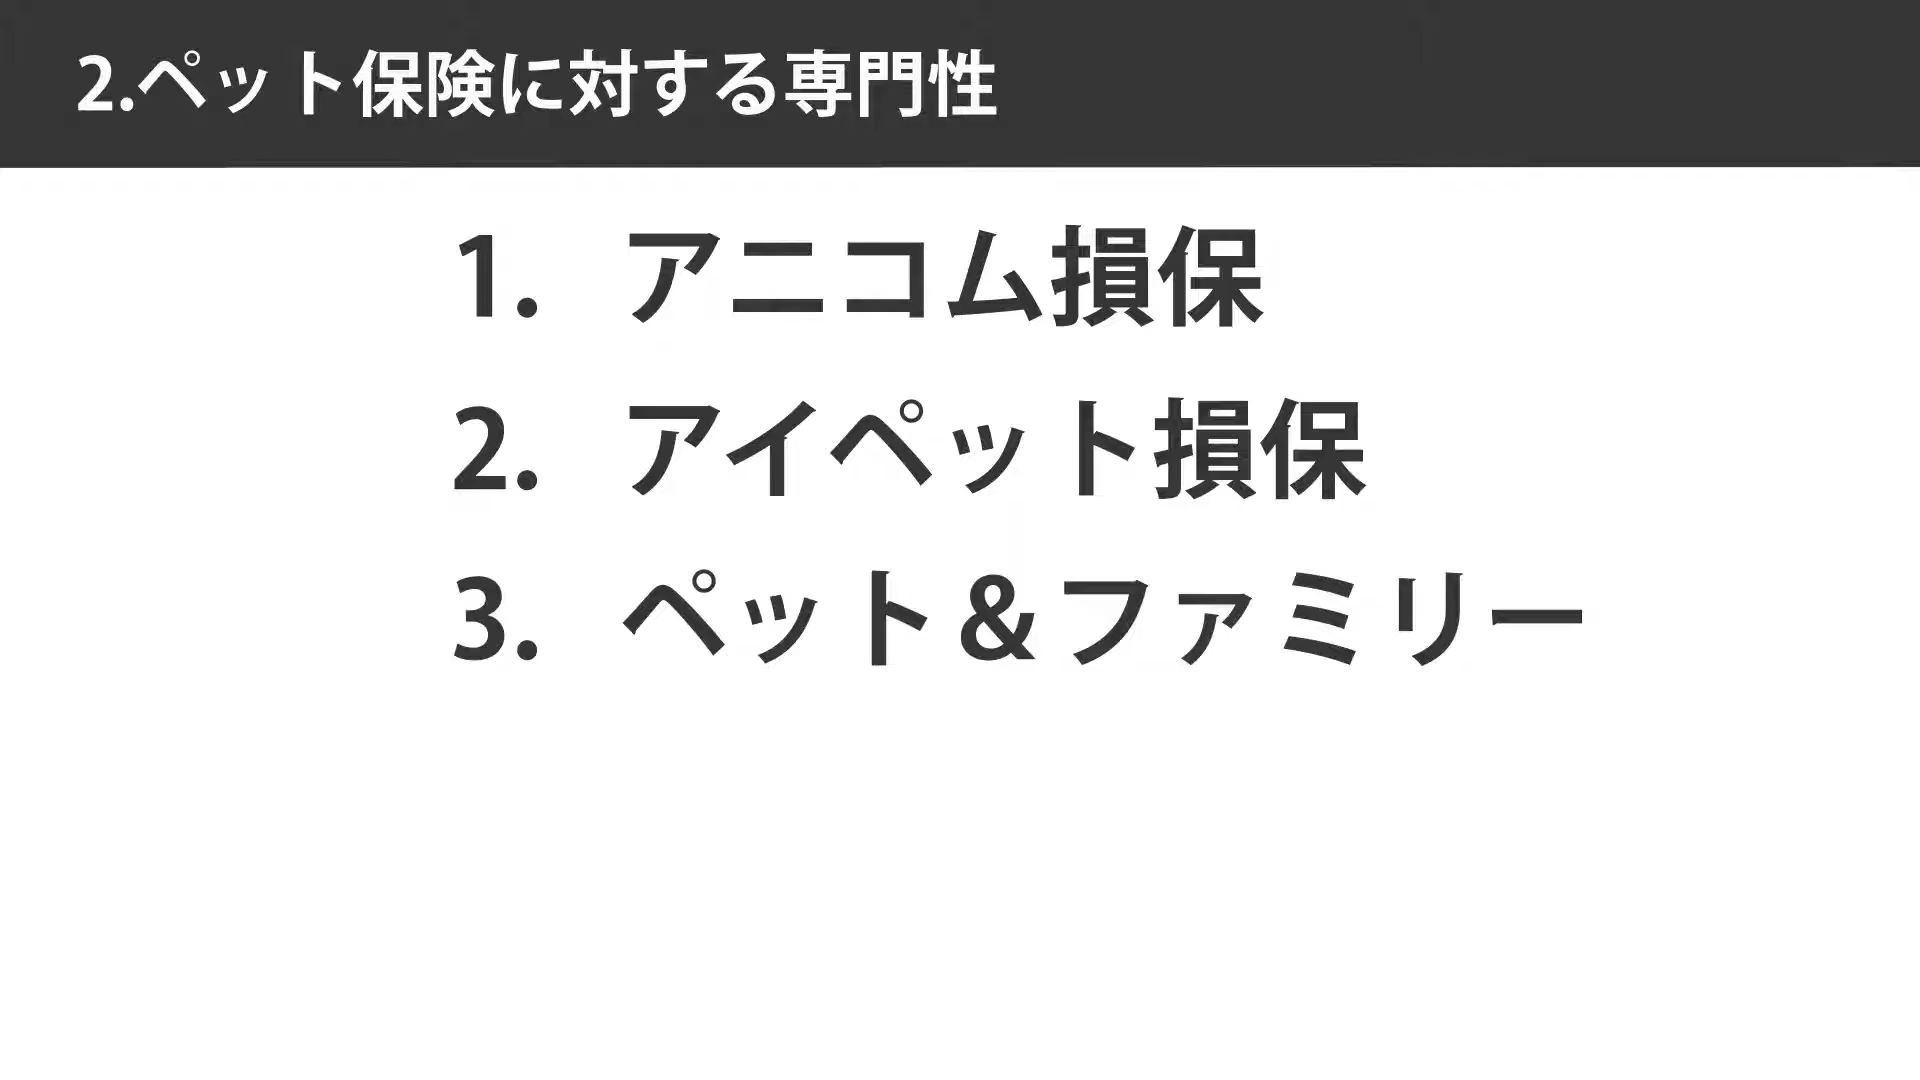 2.ペット保険に対する専門性
1. アニコム損保
2. アイペット損保
3. ペット＆ファミリー